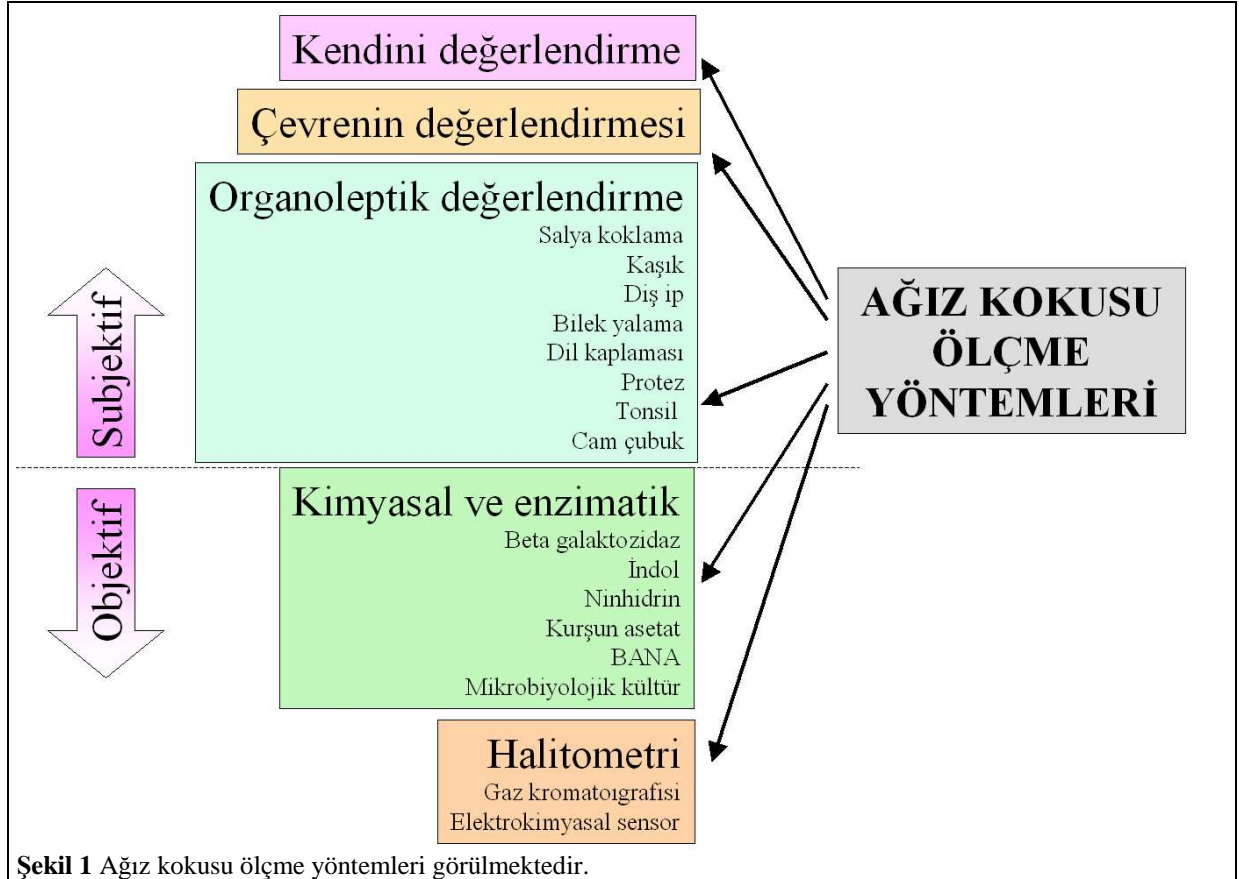 Kendini değerlendirme
Çevrenin değerlendirmesi
Organoleptik değerlendirme
Salya koklama
Kaşık
Diş ip
Bilek yalama
Dil kaplaması
Protez
Tonsil
Cam çubuk
Subjektif
Objektif
Kimyasal ve enzimatik
Beta galaktozidaz
İndol
Ninhidrin
Kurşun asetat
BANA
Mikrobiyolojik kültür
Halitometri
Gaz kromatoıgrafisi
Elektrokimyasal sensor
AĞIZ KOKUSU
ÖLÇME
YÖNTEMLERİ
Şekil 1 Ağız kokusu ölçme yöntemleri görülmektedir.